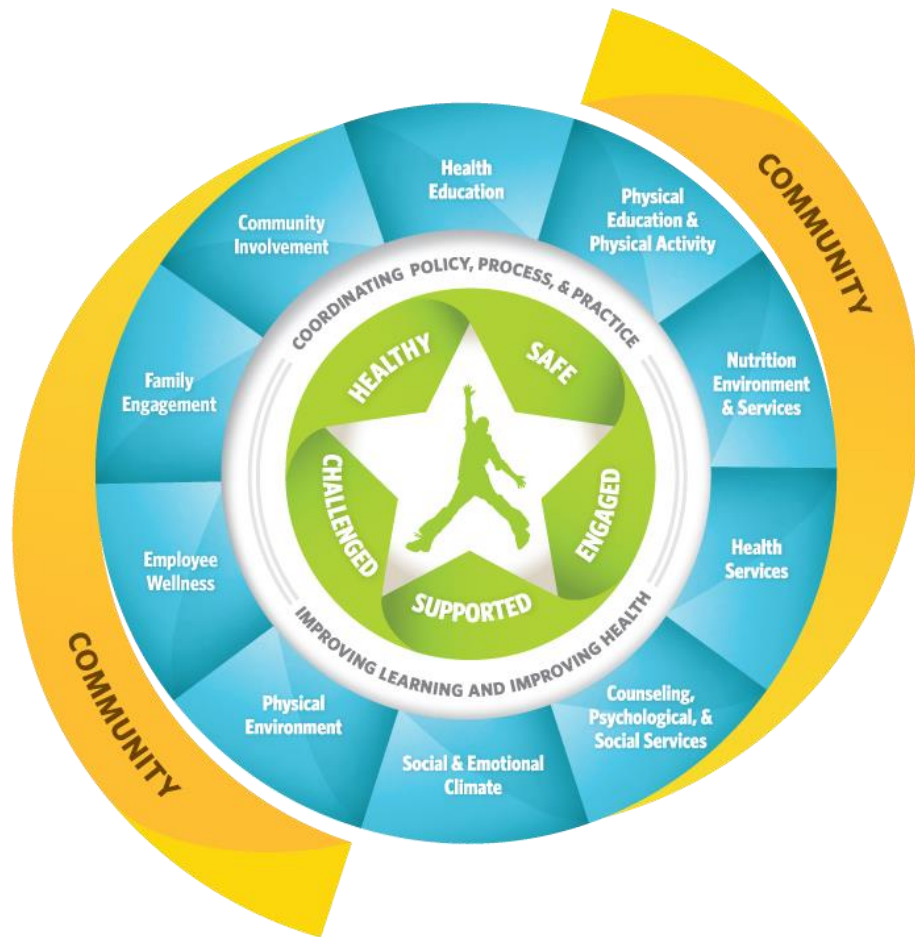 COMMUNITY
Health
Education
Physical
Education &
Physical Activity
Nutrition
Environment
& Services
Health
Services
Counseling,
Psychological, &
Social Services
Social & Emotional
Climate
Physical
Environment
Employee
Wellness
Family
Engagement
Community
Involvement
COORDINATING POLICY, PROCESS, & PRACTICE
IMPROVING LEARNING AND IMPROVING HEALTH
HEALTHY
SAFE
ENGAGED
SUPPORTED
CHALLENGED
COMMUNITY